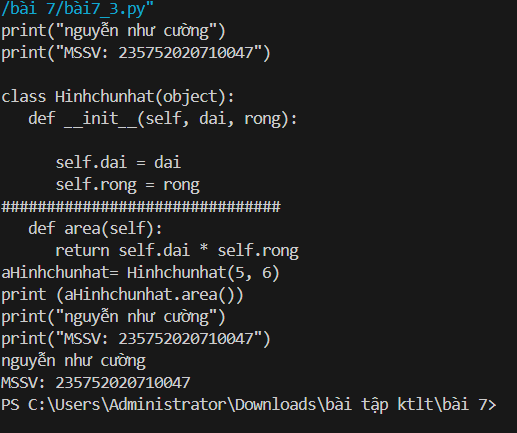 /bài 7/bài7_3.py"
print("nguyễn như cường")
print("MSSV: 235752020710047")

class Hinhchunhat(object):
   def __init__(self, dai, rong):

      self.dai = dai
      self.rong = rong
###############################
   def area(self):
      return self.dai * self.rong
aHinhchunhat= Hinhchunhat(5, 6)
print (aHinhchunhat.area())
print("nguyễn như cường")
print("MSSV: 235752020710047")
nguyễn như cường
MSSV: 235752020710047
PS C:\Users\Administrator\Downloads\bài tập ktlt\bài 7>